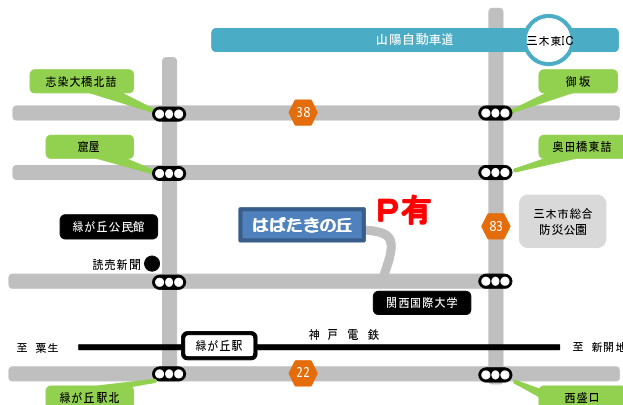 山陽自動車道
三木東IC
志染大橋北詰
御坂
38
窟屋
奥田橋東詰
はばたきの丘
P有
三木市総合
防災公園
83
緑が丘公民館
読売新聞
関西国際大学
神戸電鉄
至 粟生
緑が丘駅
至 新開地
22
緑が丘駅北
西盛口